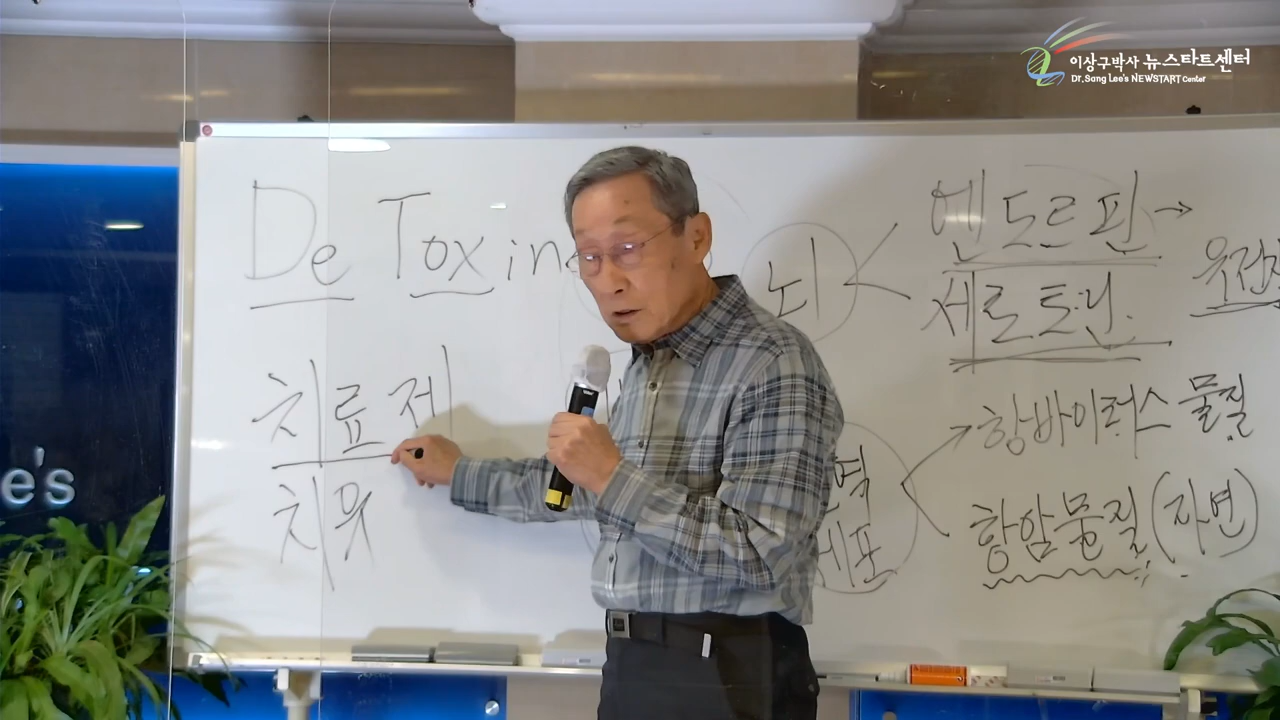 이상구박사 뉴스타트센터
Dr. Sang Lee's NEWSTART Center
De Toxin
뇌
엔도르핀→
세로토닌.
치료제
치유
항바이러스 물질
항암물질(자연)
e's